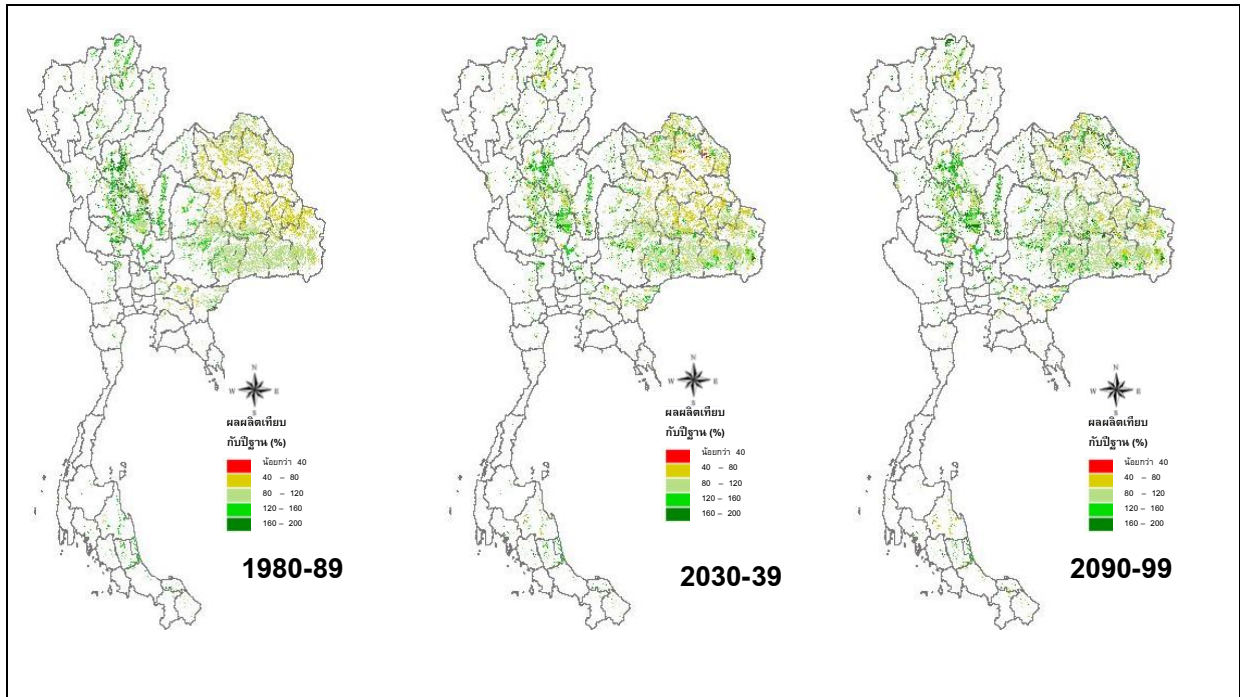 N
W E
S
ผลผลิตเทียบ
กับปีฐาน (%)
น้อยกว่า 40
40 – 80
80 – 120
120 – 160
160 – 200
1980-89
N
W E
S
ผลผลิตเทียบ
กับปีฐาน (%)
น้อยกว่า 40
40 – 80
80 – 120
120 – 160
160 – 200
2030-39
N
W E
S
ผลผลิตเทียบ
กับปีฐาน (%)
น้อยกว่า 40
40 – 80
80 – 120
120 – 160
160 – 200
2090-99